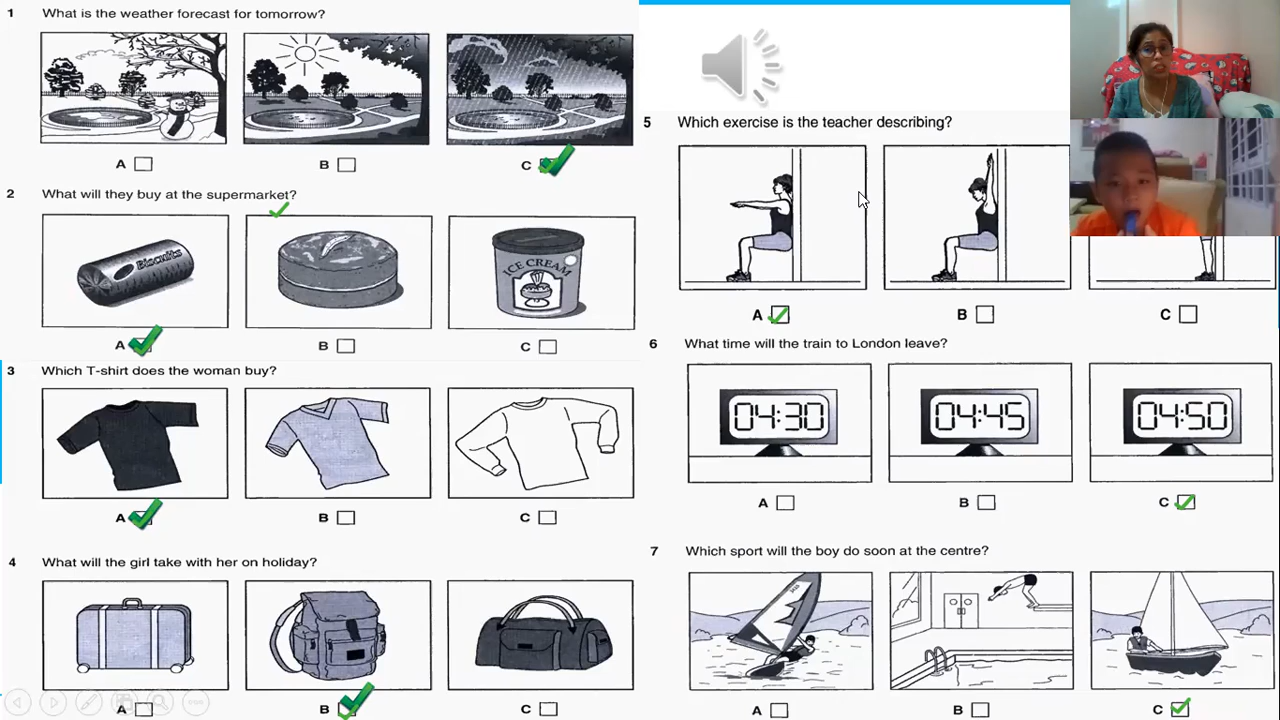 1 What is the weather forecast for tomorrow?
A B C
2 What will they buy at the supermarket?
Biscuits
ICE CREAM
A B C
3 Which T-shirt does the woman buy?
A B C
4 What will the girl take with her on holiday?
A B C
5 Which exercise is the teacher describing?
A B C
6 What time will the train to London leave?
04:30 04:45 04:50
A B C
7 Which sport will the boy do soon at the centre?
A B C